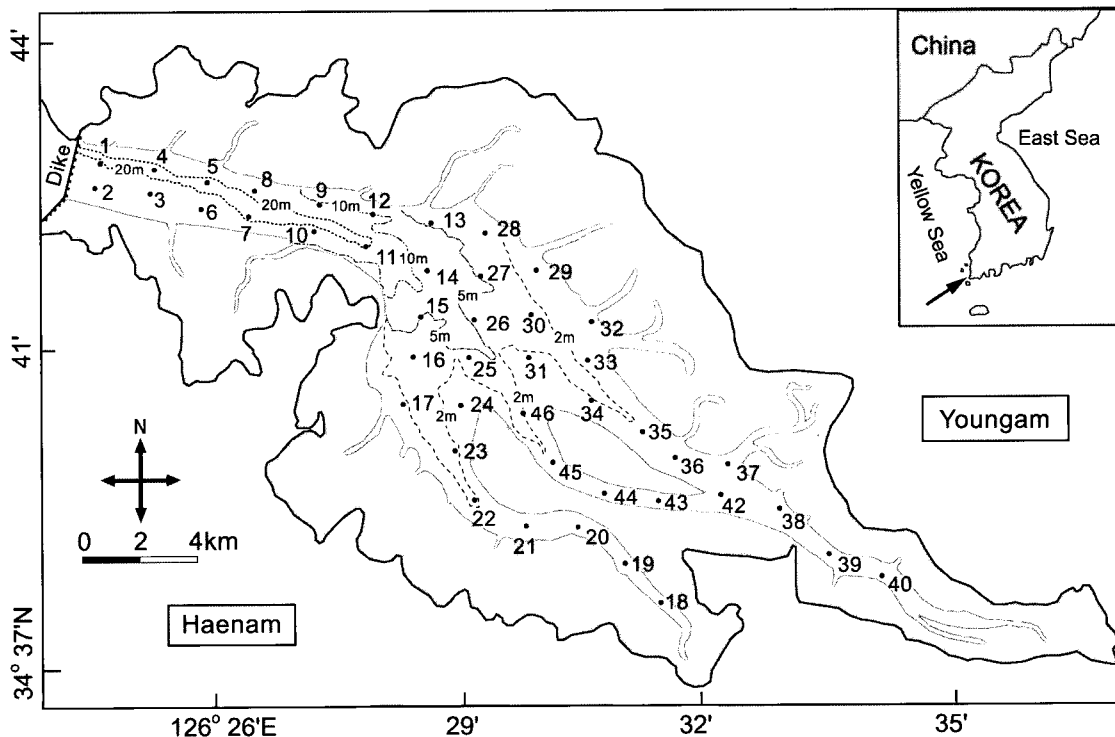 44'
41'
34° 37'N
126° 26'E
29'
32'
35'
China
East Sea
KOREA
Yellow Sea
Dike
1
4
5
8
9
12
20m
20m
10m
2
3
6
7
10
11
10m
13
28
14
27
29
15
5m
26
30
32
5m
2m
33
16
25
31
17
2m
24
2m
46
34
35
23
45
36
37
22
44
43
42
38
21
20
19
39
40
18
Youngam
N
0 2 4km
Haenam